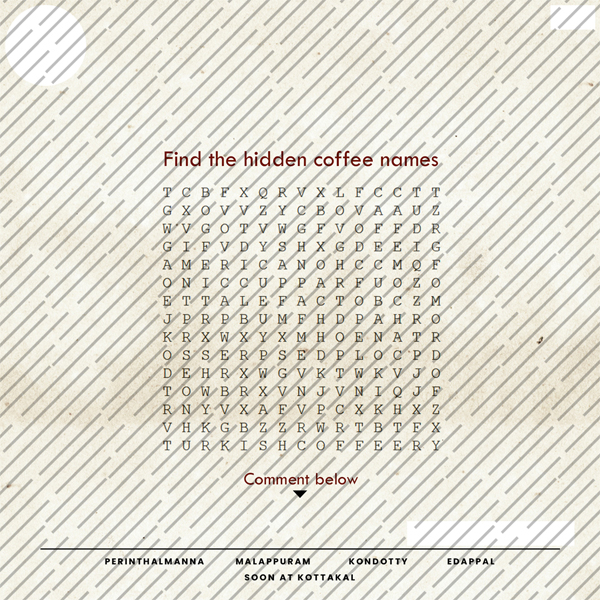 Find the hidden coffee names
T C B F X Q R V X L F C C T T
G X O V V Z Y C B O V A A U Z
W V G O T V W G F V O F F D R
G I F V D Y S H X G D E E I G
A M E R I C A N O H C C M Q F
O N I C C U P P A R F U O Z O
E T T A L E F A C T O B C Z M
J P R P B U M F H D P A H R O
K R X W X Y X M H O E N A T R
O S S E R P S E D P L O C P D
D E H R X W G V K T W K V J O
T O W B R X V N J V N I Q J F
R N Y V X A F V P C X K H X Z
V H K G B Z Z R W R T B T F X
T U R K I S H C O F F E E R Y
Comment below
PERINTHALMANNA MALAPPURAM KONDOTTY EDAPPAL
SOON AT KOTTAKAL